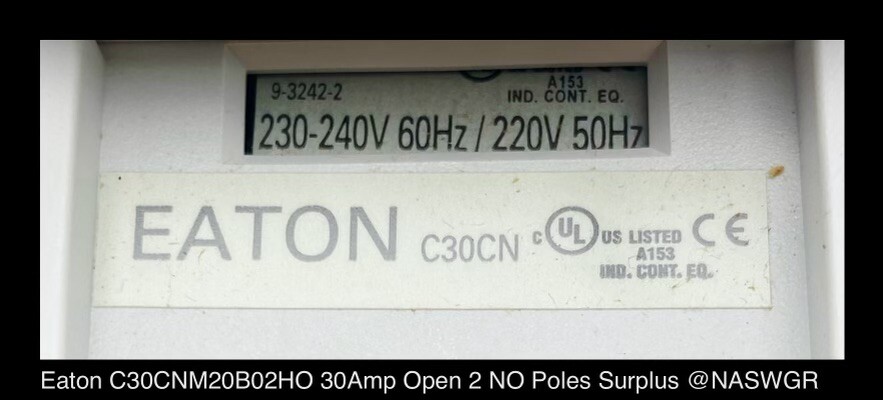 9-3242-2
A153
IND. CONT. EQ.
230-240V 60Hz / 220V 50Hz
EATON C30CN c UL US LISTED CE
A153
IND. CONT. EQ.
Eaton C30CNM20B02HO 30Amp Open 2 NO Poles Surplus @NASWGR